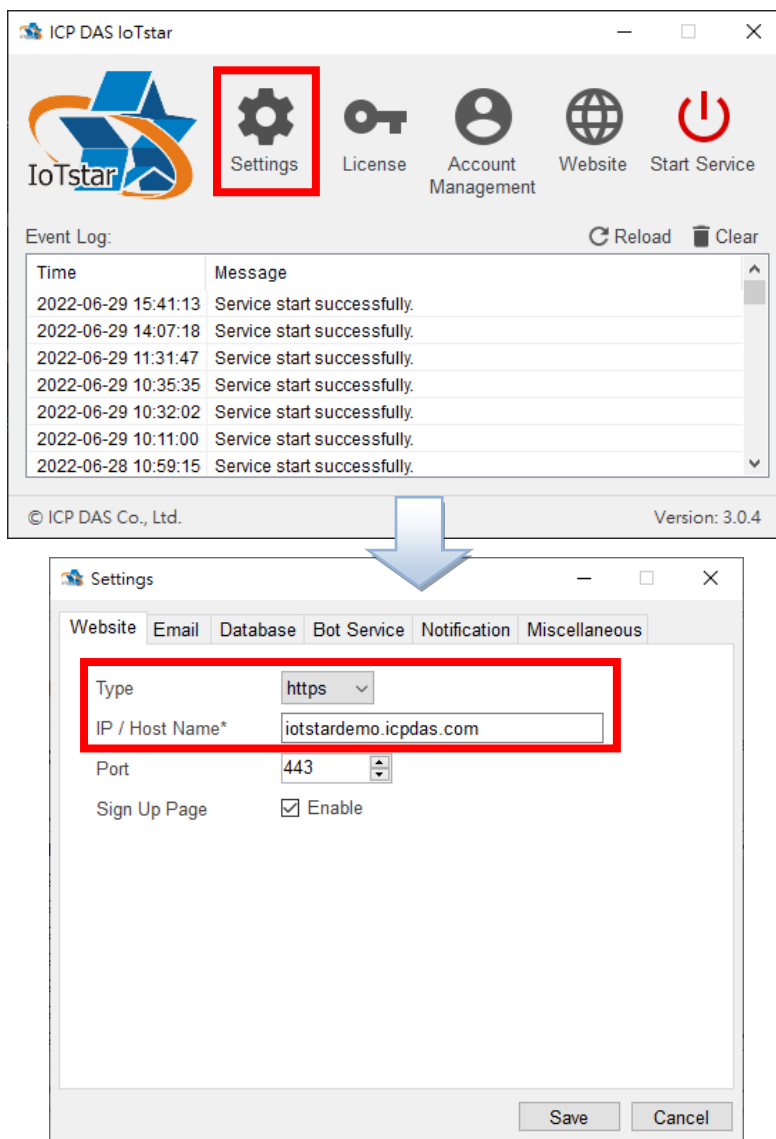 ICP DAS IoTstar
IoTstar
Settings
License
Account
Management
Website
Start Service
Event Log:
Reload
Clear
Time Message
2022-06-29 15:41:13 Service start successfully.
2022-06-29 14:07:18 Service start successfully.
2022-06-29 11:31:47 Service start successfully.
2022-06-29 10:35:35 Service start successfully.
2022-06-29 10:32:02 Service start successfully.
2022-06-29 10:11:00 Service start successfully.
2022-06-28 10:59:15 Service start successfully.
© ICP DAS Co., Ltd. Version: 3.0.4
Settings
Website Email Database Bot Service Notification Miscellaneous
Type https
IP / Host Name* iotstardemo.icpdas.com
Port 443
Sign Up Page Enable
Save Cancel